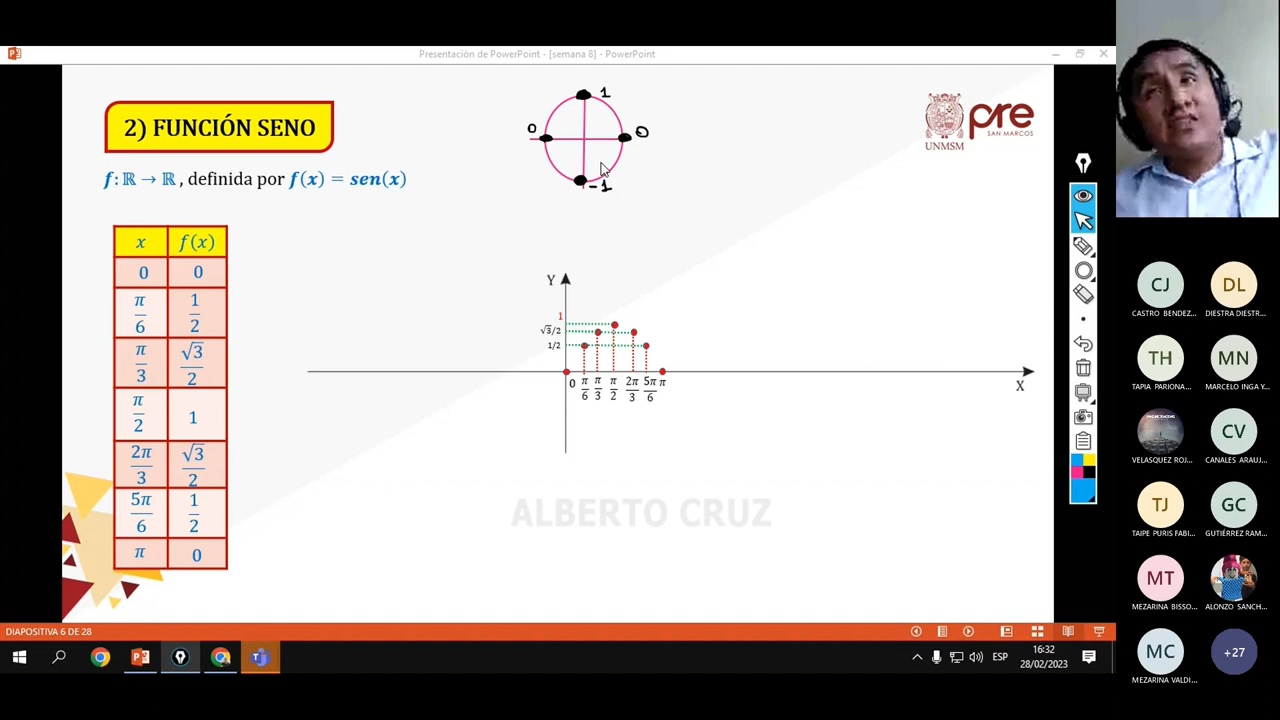 Presentación de PowerPoint - [semana 8] - PowerPoint
2) FUNCIÓN SENO
f: ℝ → ℝ , definida por f(x) = sen(x)
1
0
0
-1
UNMSM
pre
SAN MARCOS
x f(x)
0 0
π/6 1/2
π/3 √3/2
π/2 1
2π/3 √3/2
5π/6 1/2
π 0
Y
1
√3/2
1/2
0 π/6 π/3 π/2 2π/3 5π/6 π
X
ALBERTO CRUZ
DIAPOSITIVA 6 DE 28
ESP
16:32
28/02/2023
CJ
CASTRO BENDEZ...
DL
DIESTRA DIESTR...
TH
TAPIA PARIONA...
MN
MARCELO INGA Y...
VELASQUEZ ROJ...
CV
CANALES ARAUJ...
TJ
TAIPE PURIS FABI...
GC
GUTIÉRREZ RAM...
MT
MEZARINA BISSO...
ALONZO SANCH...
MC
MEZARINA VALDI...
+27